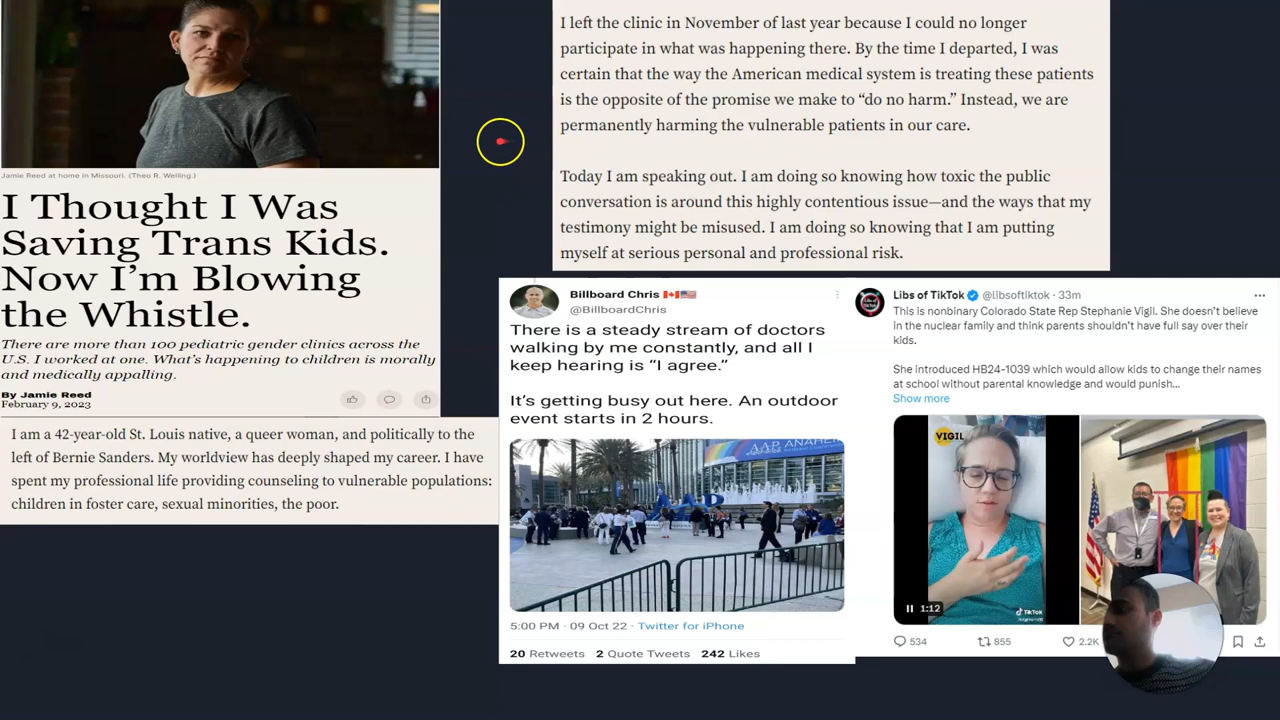 Jamie Reed at home in Missouri. (Theo R. Welling.)
I Thought I Was
Saving Trans Kids.
Now I’m Blowing
the Whistle.
There are more than 100 pediatric gender clinics across the
U.S. I worked at one. What’s happening to children is morally
and medically appalling.
By Jamie Reed
February 9, 2023
I am a 42-year-old St. Louis native, a queer woman, and politically to the
left of Bernie Sanders. My worldview has deeply shaped my career. I have
spent my professional life providing counseling to vulnerable populations:
children in foster care, sexual minorities, the poor.
I left the clinic in November of last year because I could no longer
participate in what was happening there. By the time I departed, I was
certain that the way the American medical system is treating these patients
is the opposite of the promise we make to “do no harm.” Instead, we are
permanently harming the vulnerable patients in our care.
Today I am speaking out. I am doing so knowing how toxic the public
conversation is around this highly contentious issue—and the ways that my
testimony might be misused. I am doing so knowing that I am putting
myself at serious personal and professional risk.
Billboard Chris
@BillboardChris
There is a steady stream of doctors
walking by me constantly, and all I
keep hearing is “I agree.”
It’s getting busy out here. An outdoor
event starts in 2 hours.
AAP ANAHEIM
AAP
5:00 PM · 09 Oct 22 · Twitter for iPhone
20 Retweets 2 Quote Tweets 242 Likes
Libs of TikTok @libsoftiktok · 33m
This is nonbinary Colorado State Rep Stephanie Vigil. She doesn’t believe
in the nuclear family and think parents shouldn’t have full say over their
kids.
She introduced HB24-1039 which would allow kids to change their names
at school without parental knowledge and would punish...
Show more
VIGIL
1:12
TikTok
534 855 2.2K